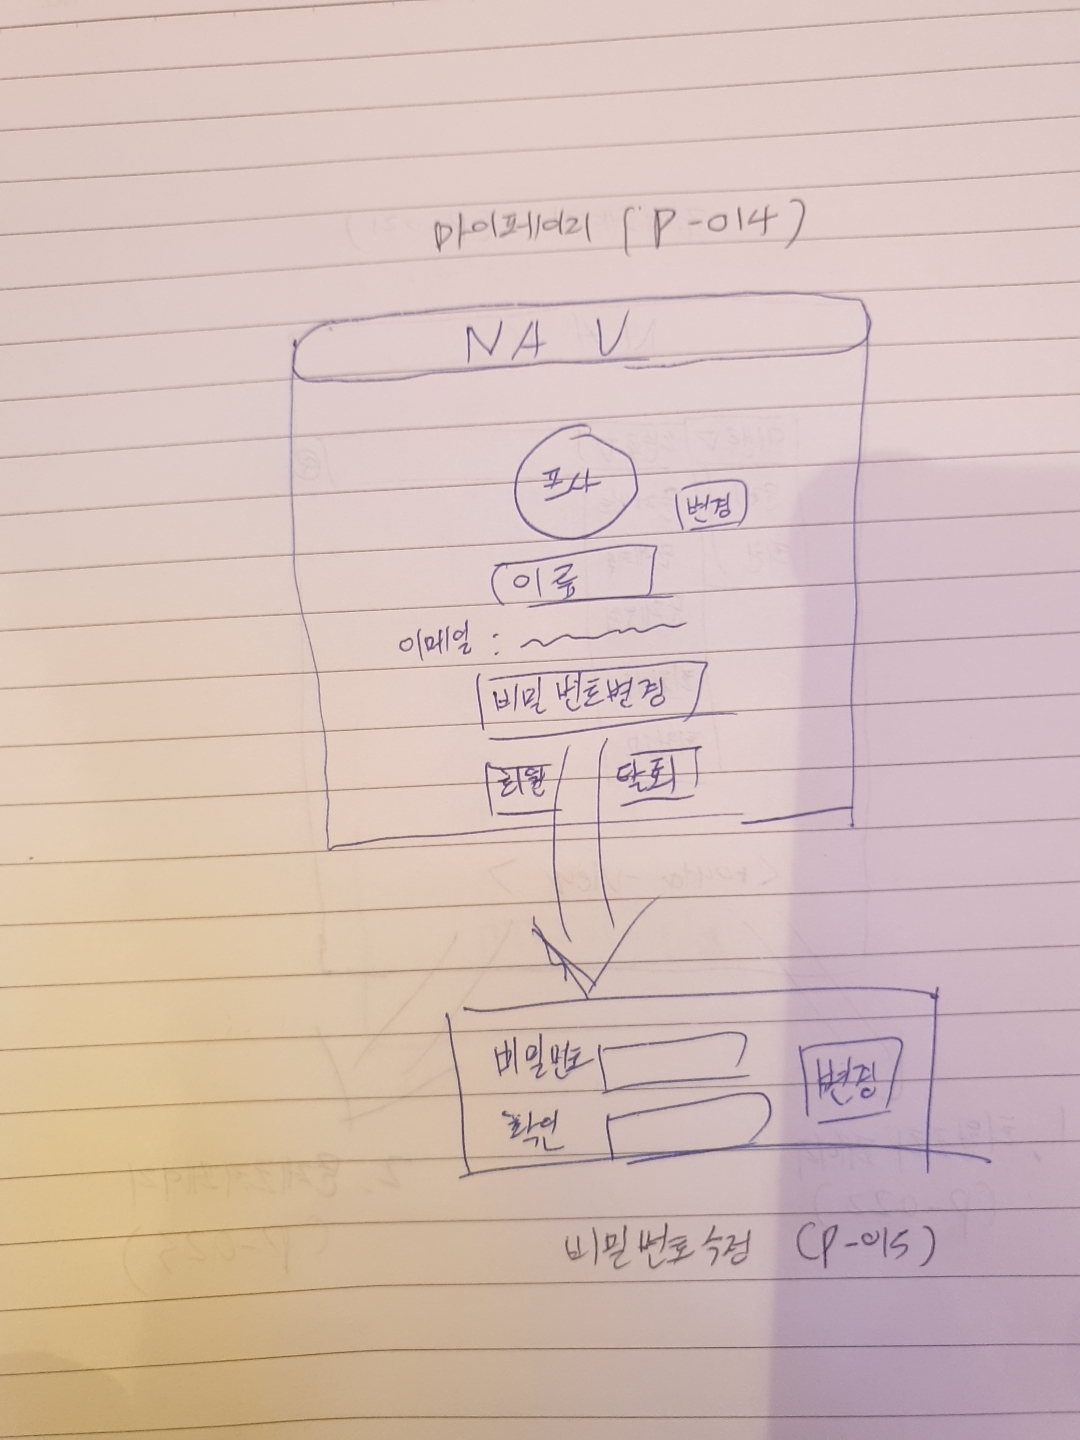 마이페이지 (P-014)
NAV
프사
변경
이름
이메일 :
비밀번호변경
탈퇴
비밀번호
변경
확인
비밀번호 수정 (P-015)